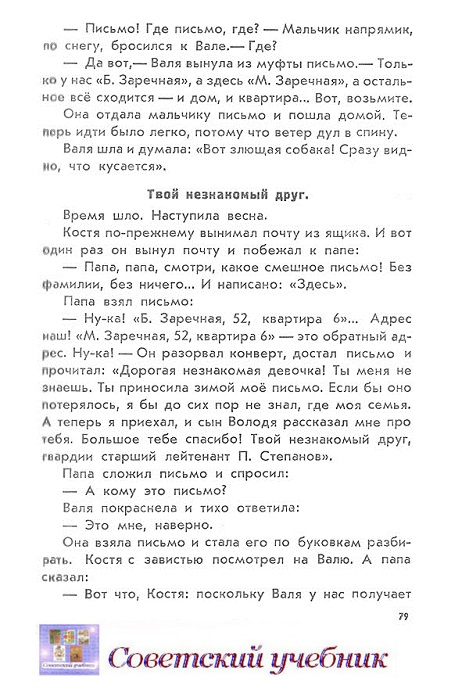 — Письмо! Где письмо, где? — Мальчик напрямик,
по снегу, бросился к Вале.— Где?
— Да вот,— Валя вынула из муфты письмо.— Толь-
ко у нас «Б. Заречная», а здесь «М. Заречная», а осталь-
ное всё сходится — и дом, и квартира... Вот, возьмите.
Она отдала мальчику письмо и пошла домой. Те-
перь идти было легко, потому что ветер дул в спину.
Валя шла и думала: «Вот злющая собака! Сразу вид-
но, что кусается».
Твой незнакомый друг.
Время шло. Наступила весна.
Костя по-прежнему вынимал почту из ящика. И вот
один раз он вынул почту и побежал к папе:
— Папа, папа, смотри, какое смешное письмо! Без
фамилии, без ничего... И написано: «Здесь».
Папа взял письмо:
— Ну-ка! «Б. Заречная, 52, квартира 6»... Адрес
наш! «М. Заречная, 52, квартира 6» — это обратный ад-
рес. Ну-ка! — Он разорвал конверт, достал письмо и
прочитал: «Дорогая незнакомая девочка! Ты меня не
знаешь. Ты приносила зимой моё письмо. Если бы оно
потерялось, я бы до сих пор не знал, где моя семья.
А теперь я приехал, и сын Володя рассказал мне про
тебя. Большое тебе спасибо! Твой незнакомый друг,
гвардии старший лейтенант П. Степанов».
Папа сложил письмо и спросил:
— А кому это письмо?
Валя покраснела и тихо ответила:
— Это мне, наверно.
Она взяла письмо и стала его по буковкам разби-
рать. Костя с завистью посмотрел на Валю. А папа
сказал:
— Вот что, Костя: поскольку Валя у нас получает
79
Советский учебник